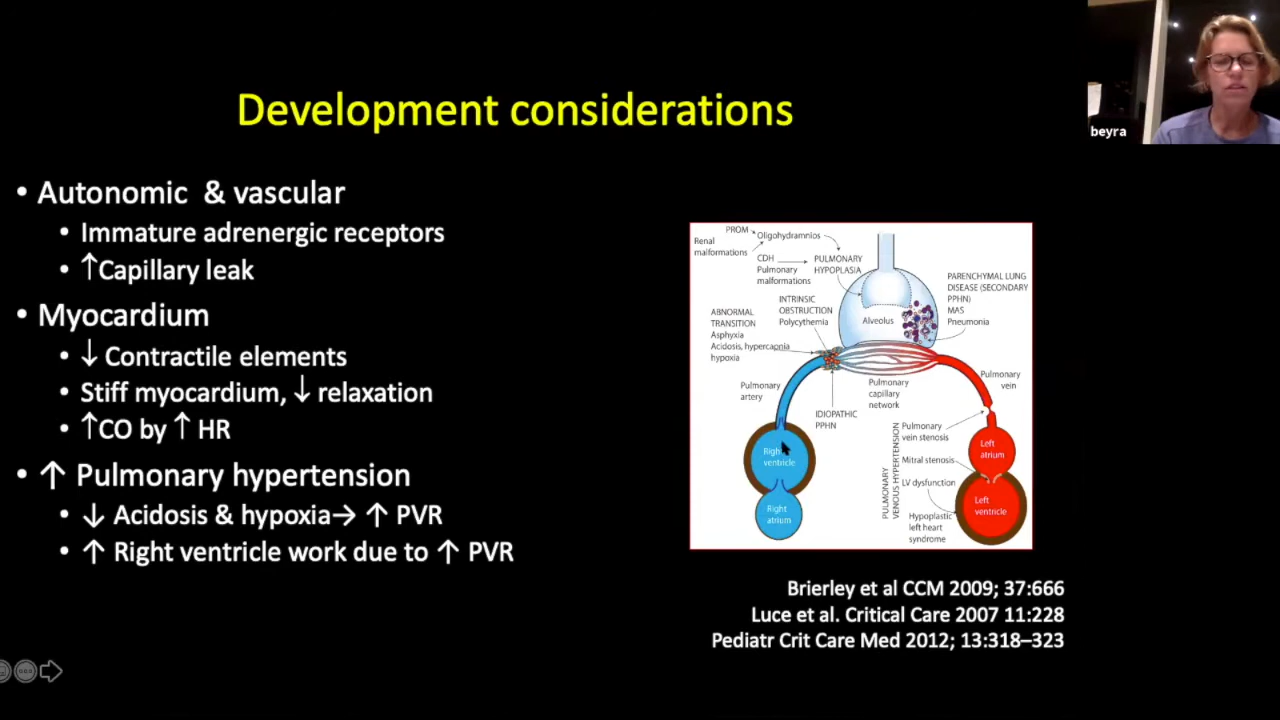 Development considerations
beyra
• Autonomic & vascular
• Immature adrenergic receptors
• ↑Capillary leak
• Myocardium
• ↓ Contractile elements
• Stiff myocardium, ↓ relaxation
• ↑CO by ↑ HR
• ↑ Pulmonary hypertension
• ↓ Acidosis & hypoxia→ ↑ PVR
• ↑ Right ventricle work due to ↑ PVR
PROM
Renal
malformations
Oligohydramnios
CDH
Pulmonary
malformations
PULMONARY
HYPOPLASIA
INTRINSIC
OBSTRUCTION
Polycythemia
ABNORMAL
TRANSITION
Asphyxia
Acidosis, hypercapnia
hypoxia
Alveolus
PARENCHYMAL LUNG
DISEASE (SECONDARY
PPHN)
MAS
Pneumonia
Pulmonary
artery
IDIOPATHIC
PPHN
Pulmonary
capillary
network
Pulmonary
vein
Right
ventricle
Right
atrium
PULMONARY
VENOUS HYPERTENSION
Pulmonary
vein stenosis
Mitral stenosis
LV dysfunction
Hypoplastic
left heart
syndrome
Left
atrium
Left
ventricle
Brierley et al CCM 2009; 37:666
Luce et al. Critical Care 2007 11:228
Pediatr Crit Care Med 2012; 13:318–323